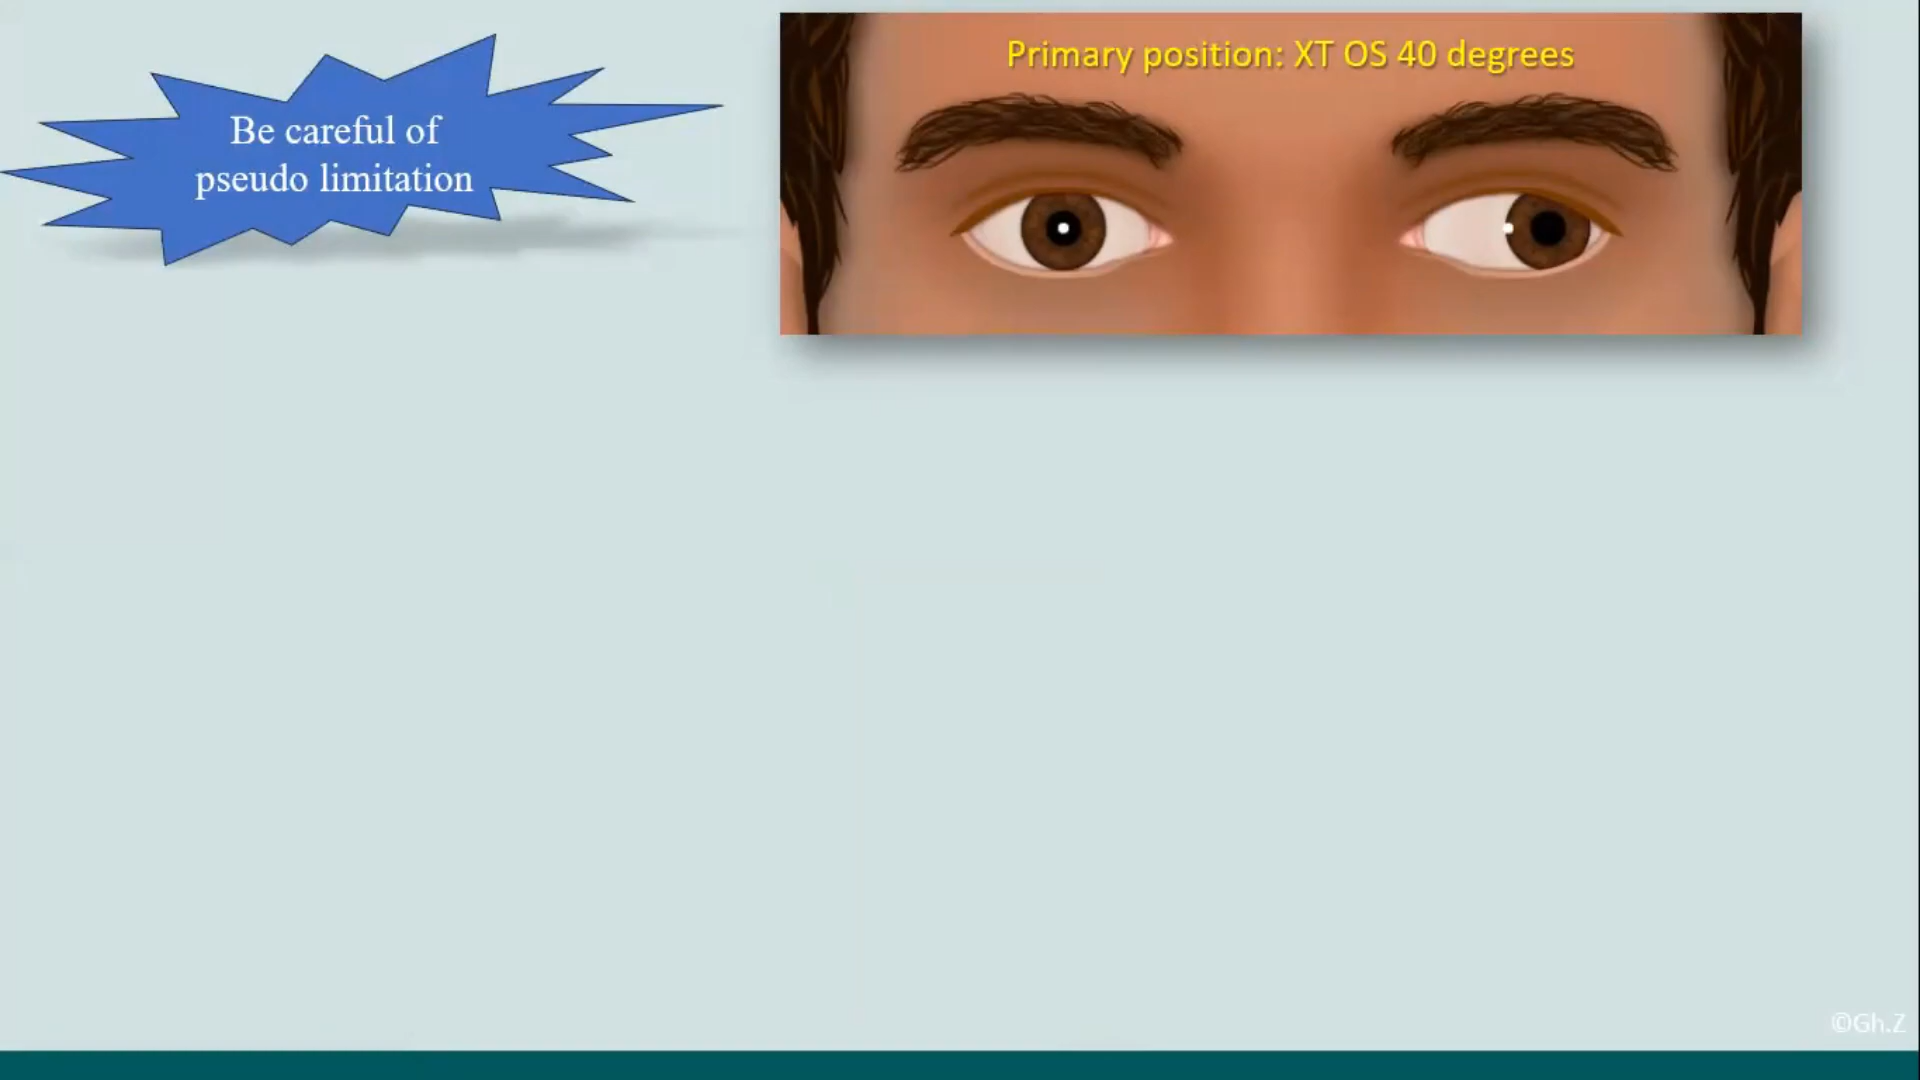 Be careful of
pseudo limitation
Primary position: XT OS 40 degrees
©Gh.Z